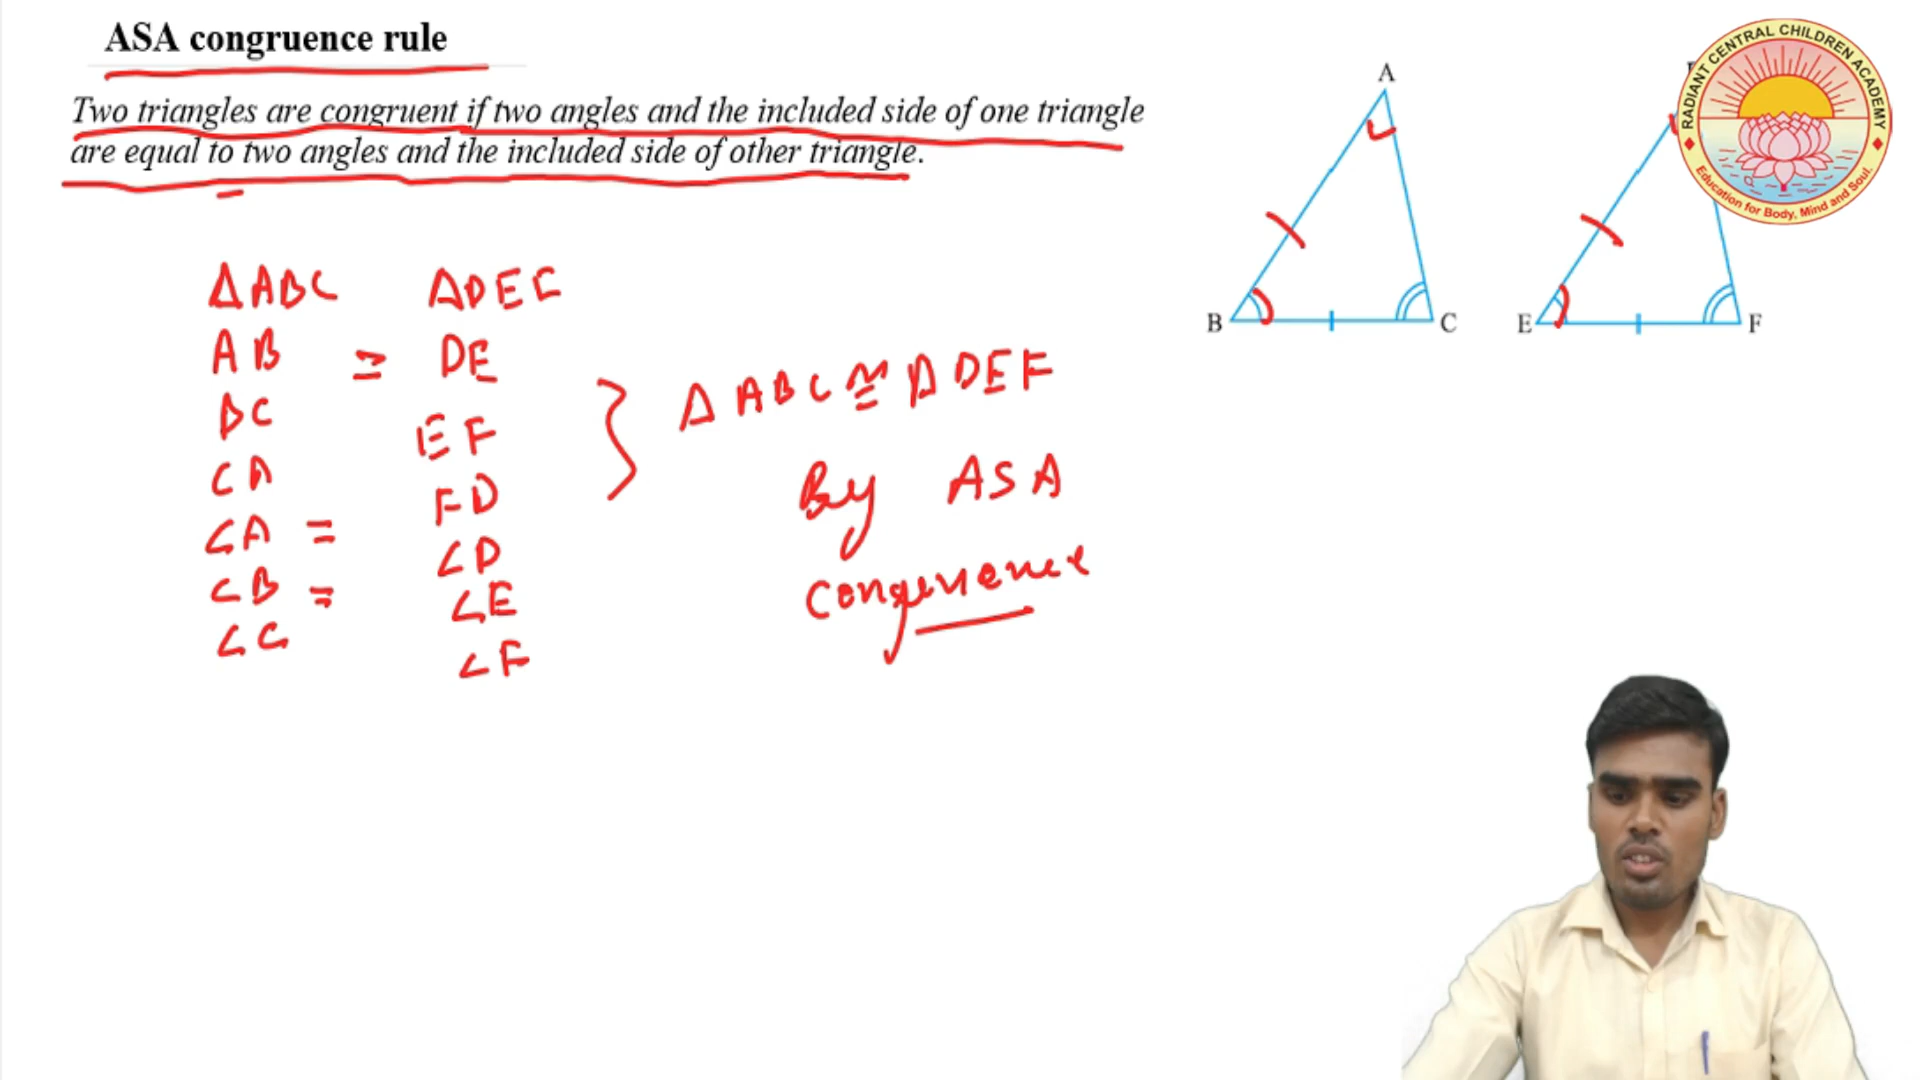 ASA congruence rule
Two triangles are congruent if two angles and the included side of one triangle
are equal to two angles and the included side of other triangle.
ΔABC ΔDEF
AB = DE
BC EF
CA FD
∠A = ∠D
∠B = ∠E
∠C ∠F
ΔABC ≅ ΔDEF
By ASA
Congruence
A
B
C
E
F
RADIANT CENTRAL CHILDREN ACADEMY
Education for Body, Mind and Soul.